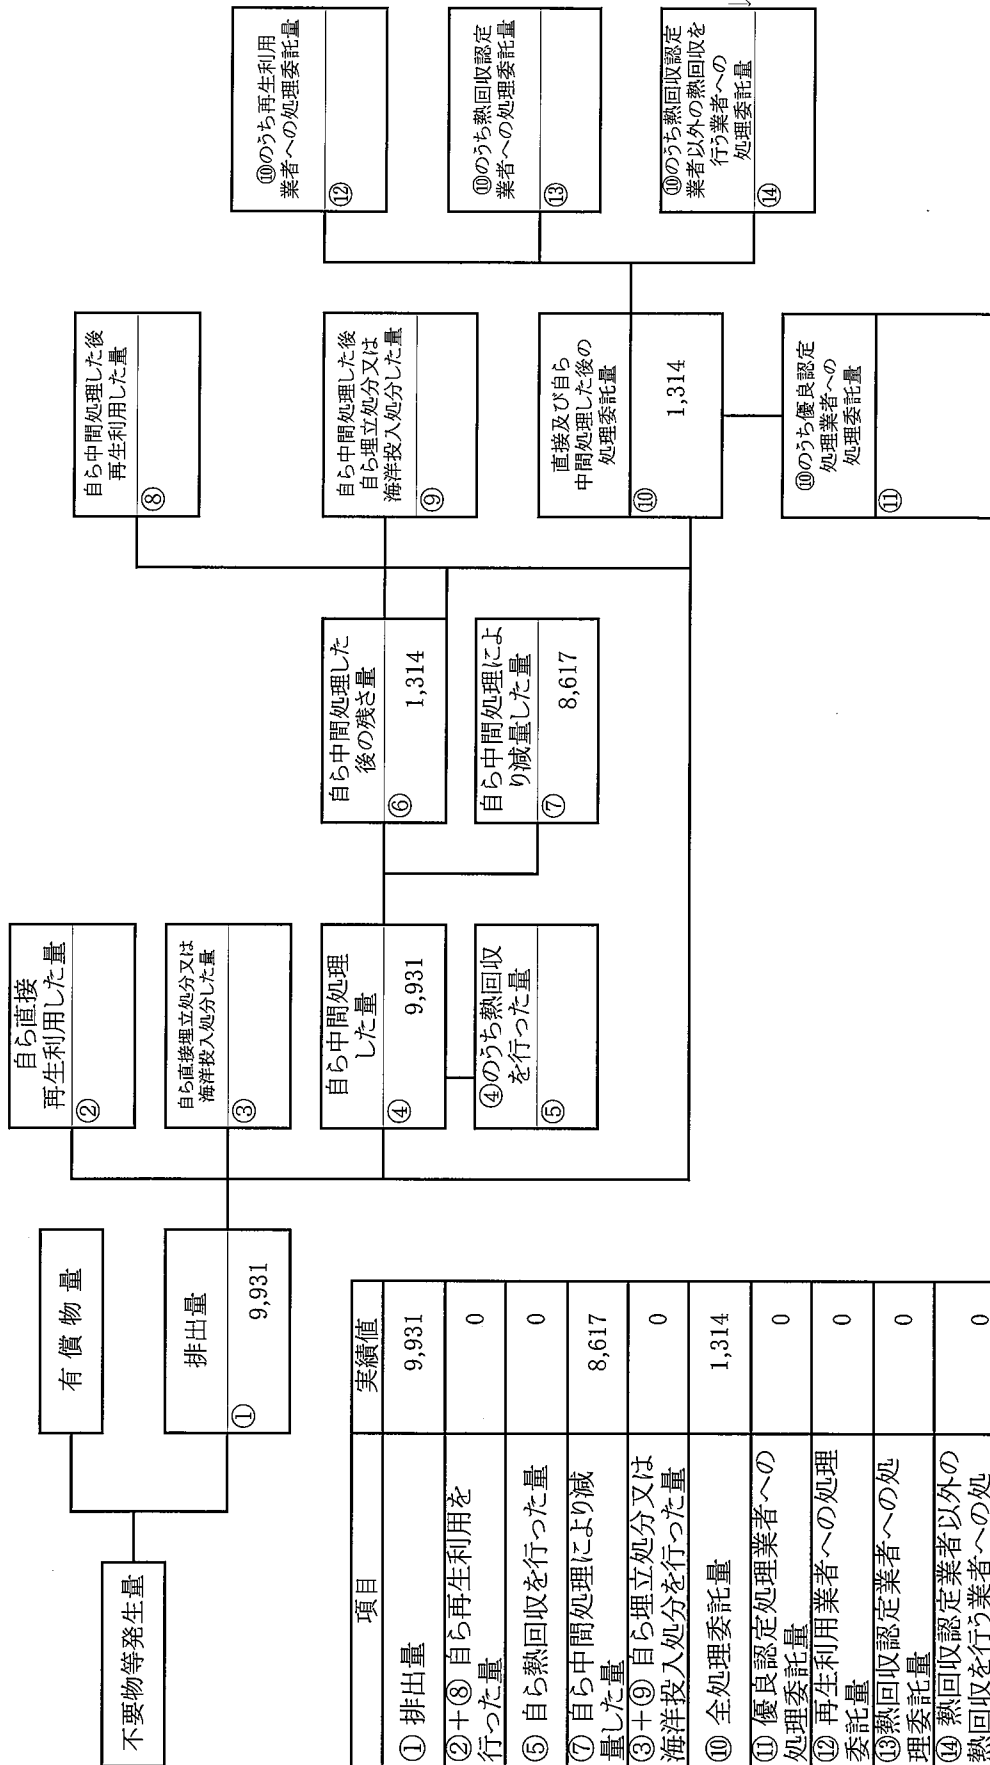 不要物等発生量
有 償 物 量
排出量
①
9,931
自ら直接
再生利用した量
②
自ら直接埋立処分又は
海洋投入処分した量
③
自ら中間処理
した量
④
9,931
④のうち熱回収
を行った量
⑤
自ら中間処理した
後の残さ量
⑥
1,314
自ら中間処理によ
り減量した量
⑦
8,617
自ら中間処理した後
再生利用した量
⑧
自ら中間処理した後
自ら埋立処分又は
海洋投入処分した量
⑨
直接及び自ら
中間処理した後の
処理委託量
⑩
1,314
⑩のうち優良認定
処理業者への
処理委託量
⑪
⑩のうち再生利用
業者への処理委託量
⑫
⑩のうち熱回収認定
業者への処理委託量
⑬
⑩のうち熱回収認定
業者以外の熱回収を
行う業者への
処理委託量
⑭
項目 実績値
① 排出量 9,931
②+⑧ 自ら再生利用を
行った量 0
⑤ 自ら熱回収を行った量 0
⑦ 自ら中間処理により減
量した量 8,617
③+⑨ 自ら埋立処分又は
海洋投入処分を行った量 0
⑩ 全処理委託量 1,314
⑪ 優良認定処理業者への
処理委託量 0
⑫ 再生利用業者への処理
委託量 0
⑬熱回収認定業者への処
理委託量 0
⑭ 熱回収認定業者以外の
熱回収を行う業者への処 0